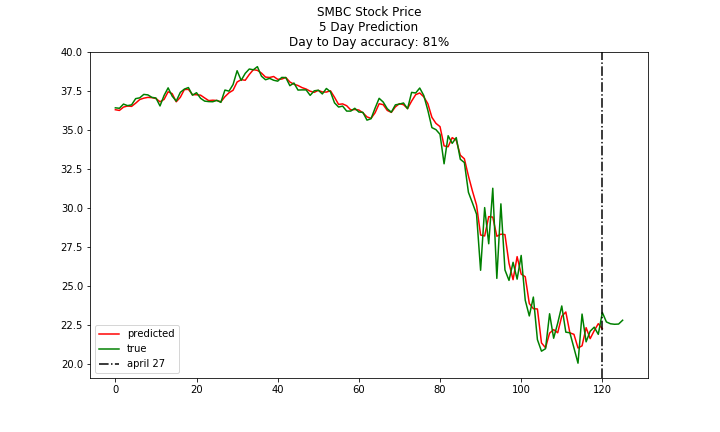 SMBC Stock Price
5 Day Prediction
Day to Day accuracy: 81%
40.0
37.5
35.0
32.5
30.0
27.5
25.0
22.5
20.0
predicted
true
april 27
0 20 40 60 80 100 120